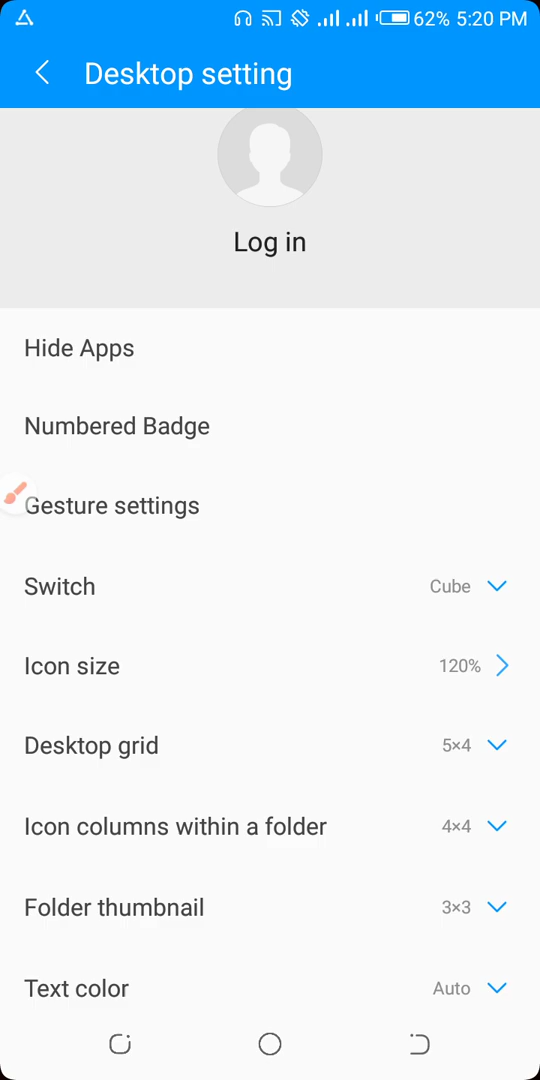 62% 5:20 PM
Desktop setting
Log in
Hide Apps
Numbered Badge
Gesture settings
Switch Cube
Icon size 120%
Desktop grid 5×4
Icon columns within a folder 4×4
Folder thumbnail 3×3
Text color Auto